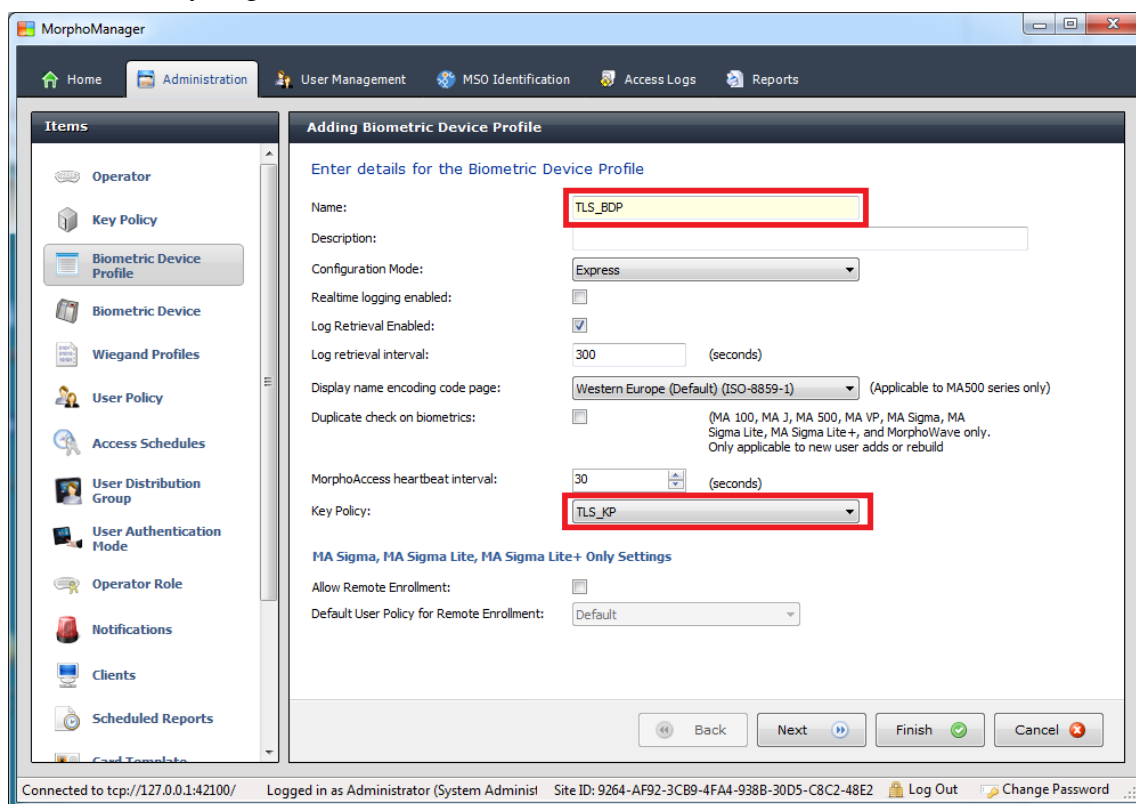 MorphoManager
Home
Administration
User Management
MSO Identification
Access Logs
Reports
Items
Operator
Key Policy
Biometric Device
Profile
Biometric Device
Wiegand Profiles
User Policy
Access Schedules
User Distribution
Group
User Authentication
Mode
Operator Role
Notifications
Clients
Scheduled Reports
Card Template
Adding Biometric Device Profile
Enter details for the Biometric Device Profile
Name: TLS_BDP
Description:
Configuration Mode: Express
Realtime logging enabled:
Log Retrieval Enabled:
Log retrieval interval: 300 (seconds)
Display name encoding code page: Western Europe (Default) (ISO-8859-1) (Applicable to MA500 series only)
Duplicate check on biometrics: (MA 100, MA J, MA 500, MA VP, MA Sigma, MA
Sigma Lite, MA Sigma Lite+, and MorphoWave only.
Only applicable to new user adds or rebuild
MorphoAccess heartbeat interval: 30 (seconds)
Key Policy: TLS_KP
MA Sigma, MA Sigma Lite, MA Sigma Lite+ Only Settings
Allow Remote Enrollment:
Default User Policy for Remote Enrollment: Default
Back
Next
Finish
Cancel
Connected to tcp://127.0.0.1:42100/
Logged in as Administrator (System Administ
Site ID: 9264-AF92-3CB9-4FA4-938B-30D5-C8C2-48E2
Log Out
Change Password